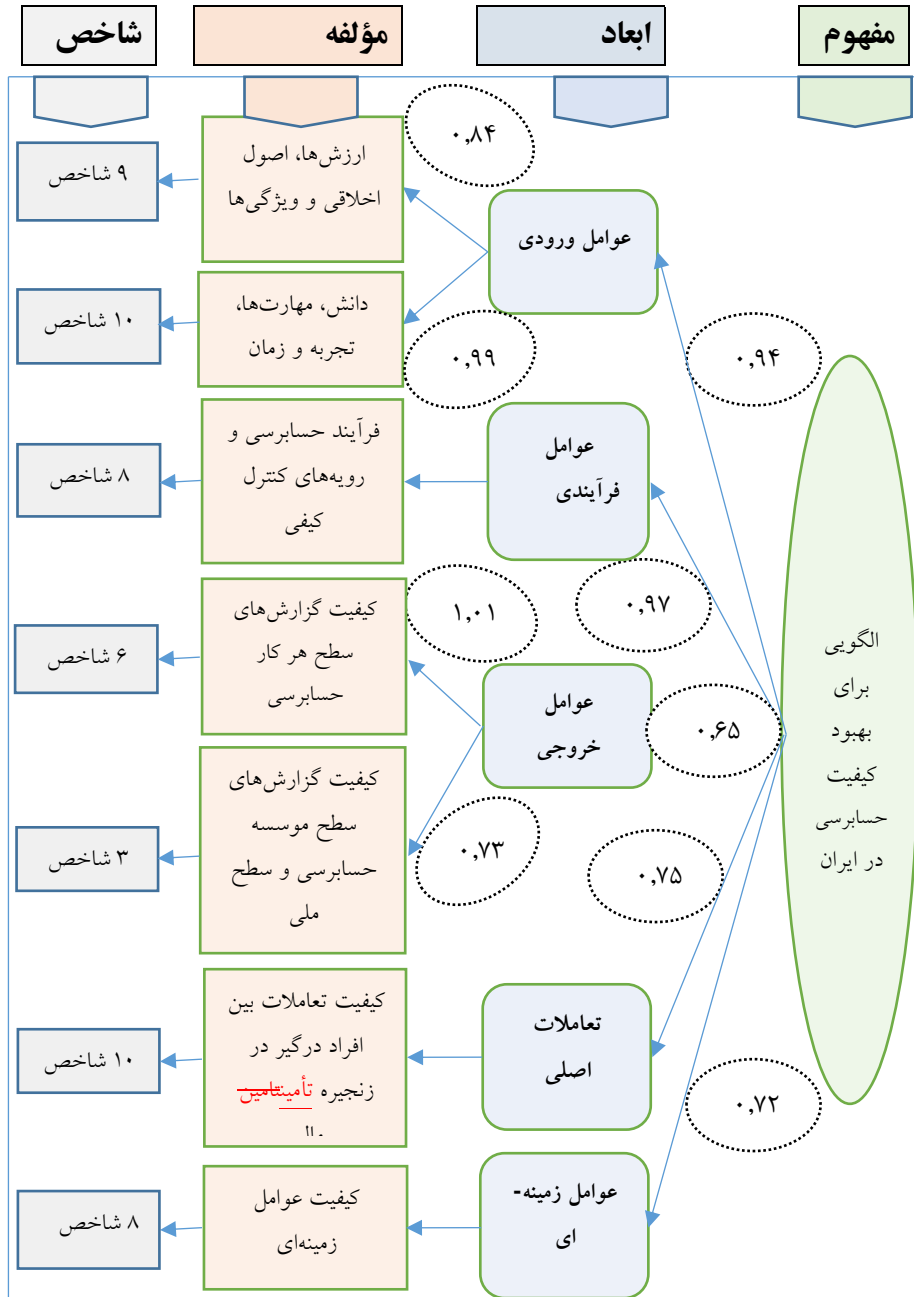 مفهوم
ابعاد
مؤلفه
شاخص
الگویی
برای
بهبود
کیفیت
حسابرسی
در ایران
۰,۹۴
۰,۹۷
۰,۶۵
۰,۷۵
۰,۷۲
عوامل ورودی
۰,۸۴
ارزش‌ها، اصول
اخلاقی و ویژگی‌ها
۹ شاخص
۰,۹۹
دانش، مهارت‌ها،
تجربه و زمان
۱۰ شاخص
عوامل
فرآیندی
فرآیند حسابرسی و
رویه‌های کنترل
کیفی
۸ شاخص
عوامل
خروجی
۱,۰۱
کیفیت گزارش‌های
سطح هر کار
حسابرسی
۶ شاخص
۰,۷۳
کیفیت گزارش‌های
سطح موسسه
حسابرسی و سطح
ملی
۳ شاخص
تعاملات
اصلی
کیفیت تعاملات بین
افراد درگیر در
زنجیره تأمینتامین
۱۰ شاخص
عوامل زمینه-
ای
کیفیت عوامل
زمینه‌ای
۸ شاخص